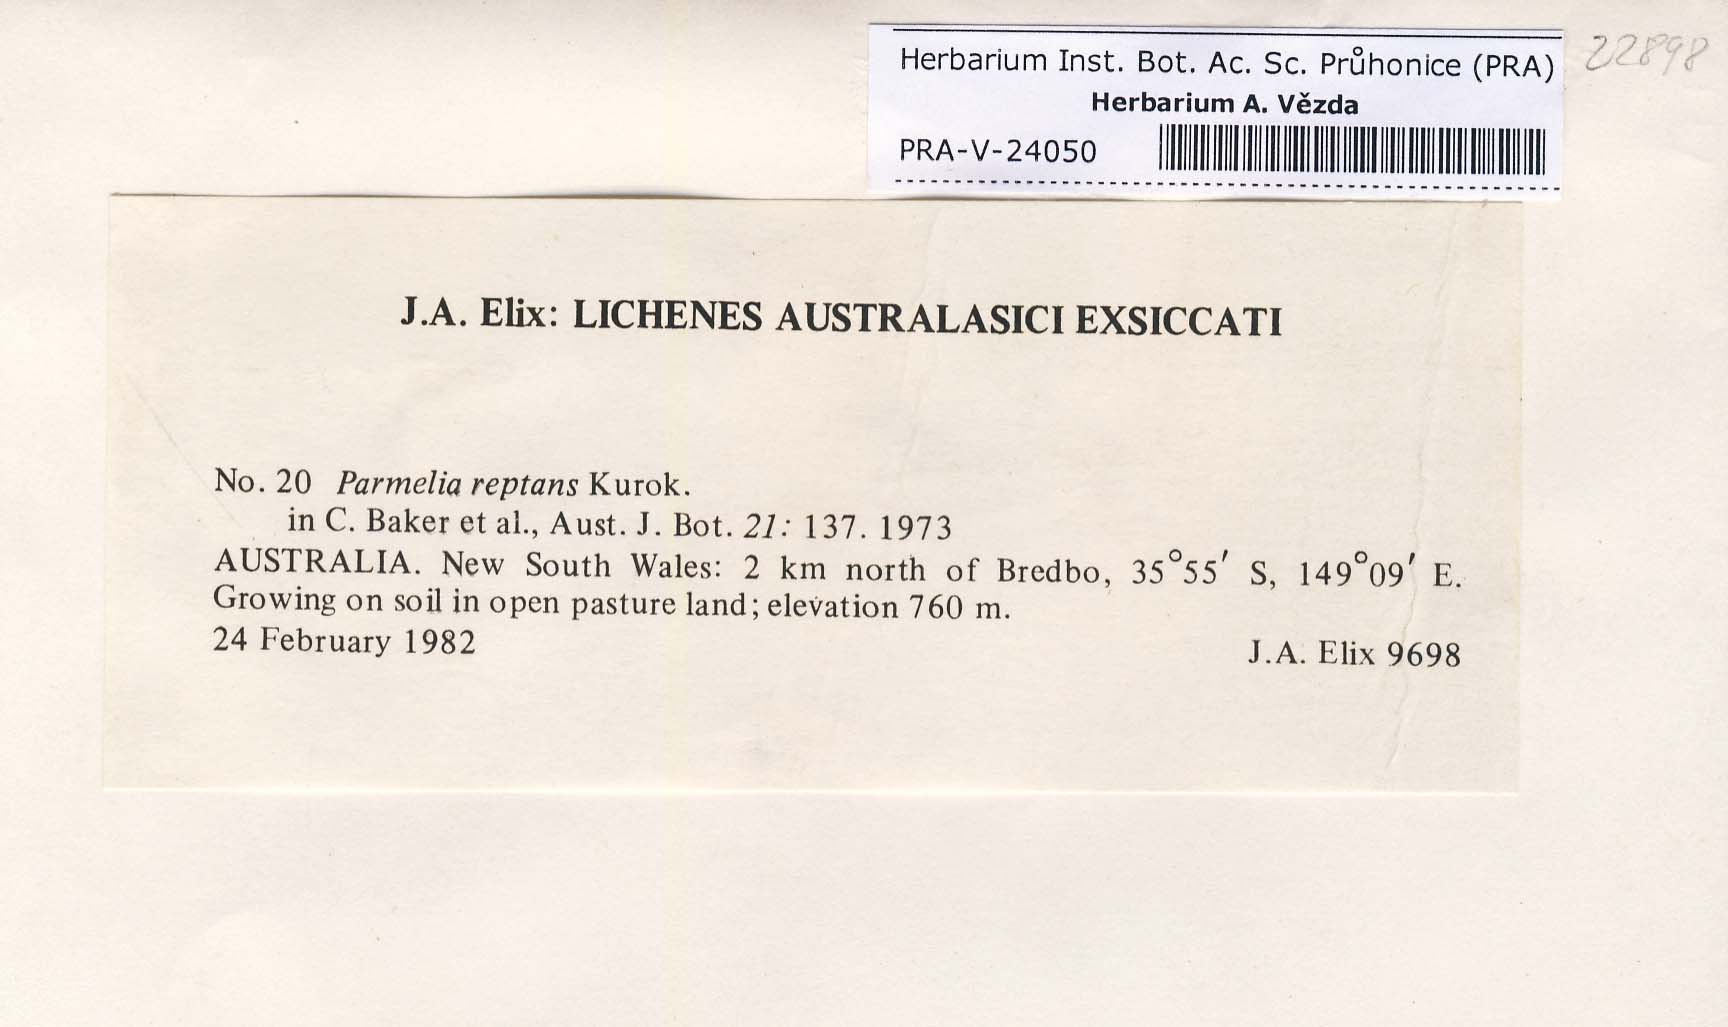 Herbarium Inst. Bot. Ac. Sc. Průhonice (PRA)
22898
Herbarium A. Vězda
PRA-V-24050
J.A. Elix: LICHENES AUSTRALASICI EXSICCATI
No. 20 Parmelia reptans Kurok.
in C. Baker et al., Aust. J. Bot. 21: 137. 1973
AUSTRALIA. New South Wales: 2 km north of Bredbo, 35°55′ S, 149°09′ E.
Growing on soil in open pasture land; elevation 760 m.
24 February 1982 J.A. Elix 9698